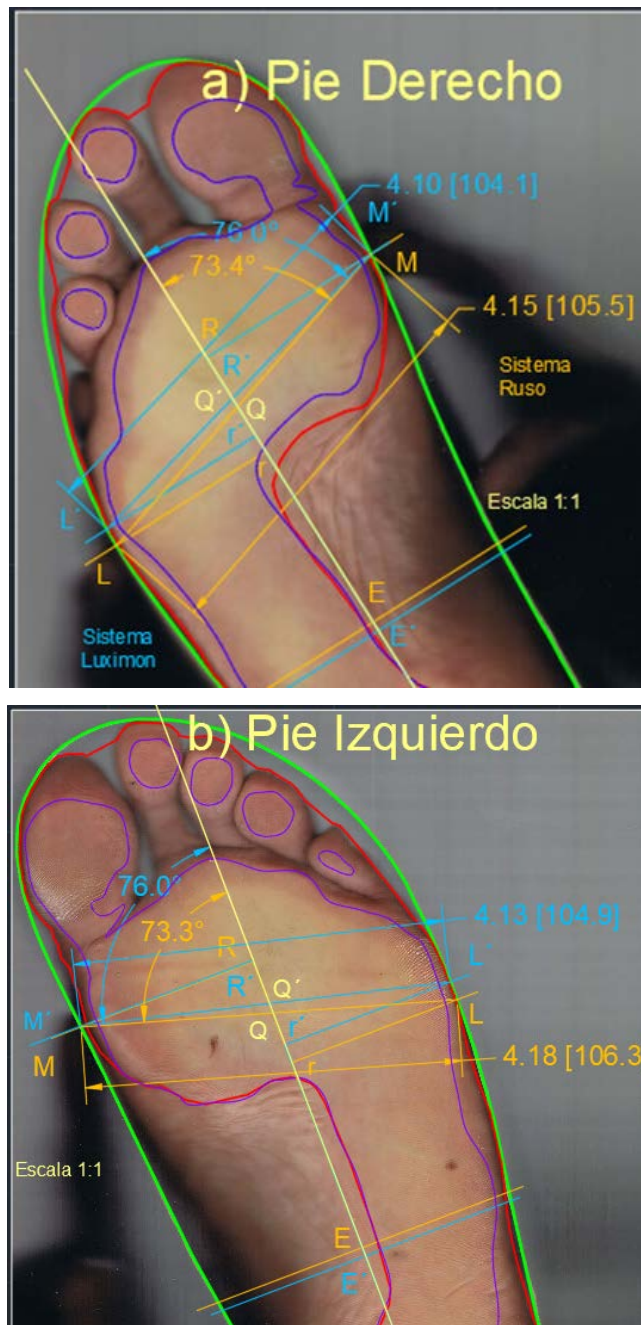 a) Pie Derecho
4.10 [104.1]
M´
76.0°
M
73.4°
4.15 [105.5]
R
Sistema
Ruso
R´
Q´ Q
r´
r
L´
Escala 1:1
L
E
Sistema
Luximon
E´
b) Pie Izquierdo
76.0°
4.13 [104.9]
73.3°
R
L´
R´ Q´
M´
Q r´
L
M
r
4.18 [106.3]
Escala 1:1
E
E´